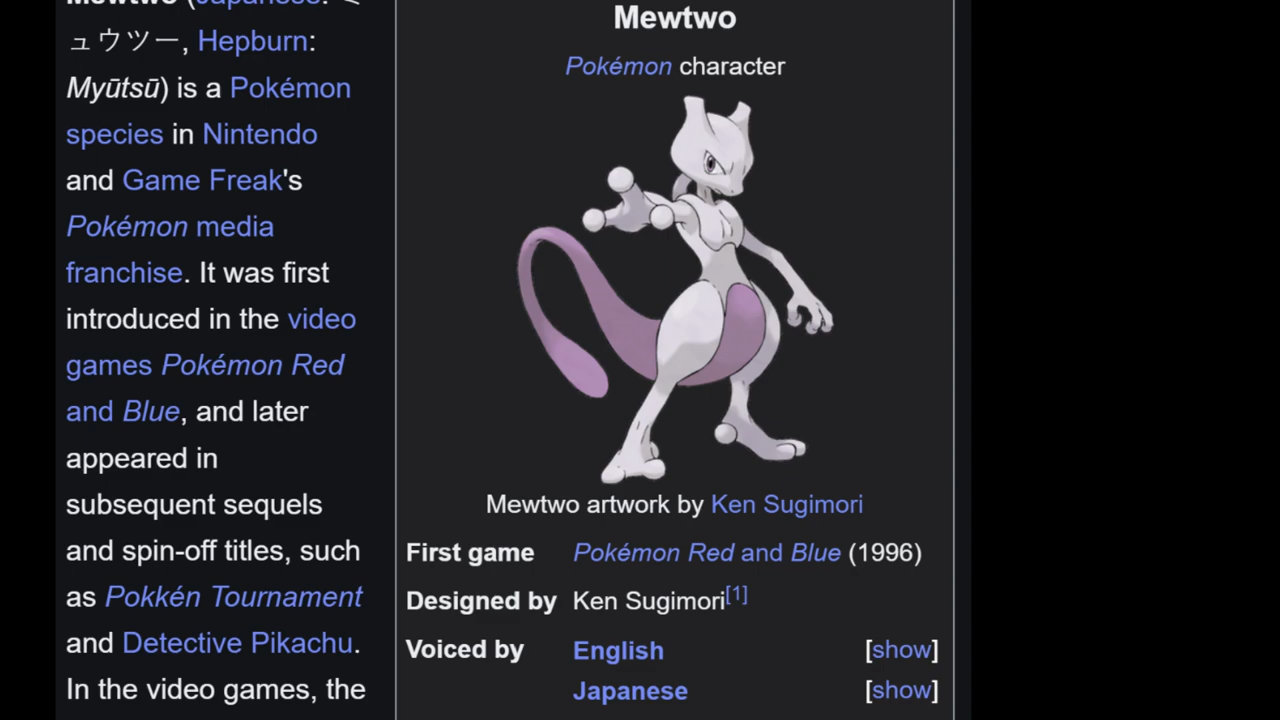 Mewtwo (Japanese: ミ
ュウツー, Hepburn:
Myūtsū) is a Pokémon
species in Nintendo
and Game Freak's
Pokémon media
franchise. It was first
introduced in the video
games Pokémon Red
and Blue, and later
appeared in
subsequent sequels
and spin-off titles, such
as Pokkén Tournament
and Detective Pikachu.
In the video games, the
Mewtwo
Pokémon character
Mewtwo artwork by Ken Sugimori
First game Pokémon Red and Blue (1996)
Designed by Ken Sugimori[1]
Voiced by English [show]
Japanese [show]